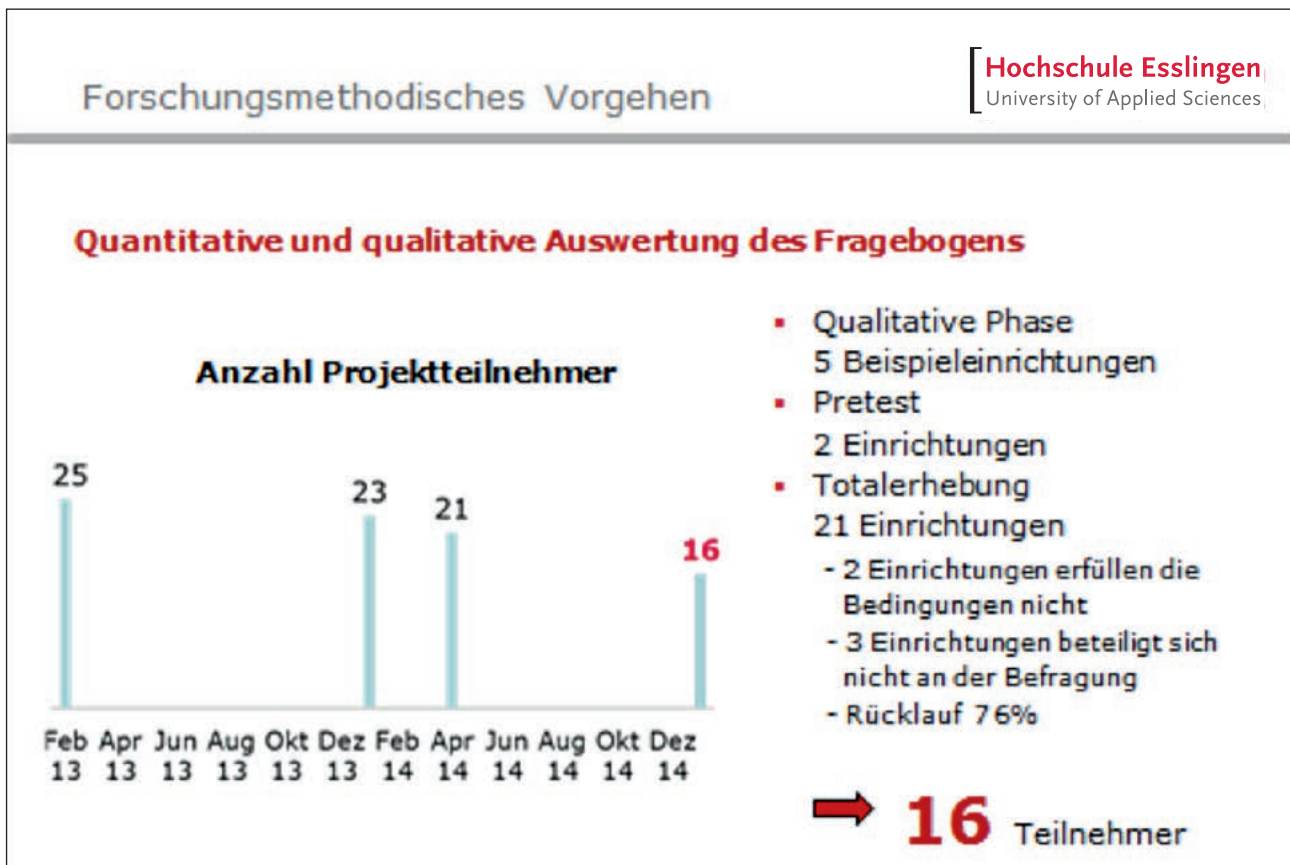 Forschungsmethodisches Vorgehen
Hochschule Esslingen
University of Applied Sciences
Quantitative und qualitative Auswertung des Fragebogens
Anzahl Projektteilnehmer
25
23
21
16
Feb Apr Jun Aug Okt Dez Feb Apr Jun Aug Okt Dez
13 13 13 13 13 13 14 14 14 14 14 14
▪ Qualitative Phase
5 Beispieleinrichtungen
▪ Pretest
2 Einrichtungen
▪ Totalerhebung
21 Einrichtungen
- 2 Einrichtungen erfüllen die
Bedingungen nicht
- 3 Einrichtungen beteiligt sich
nicht an der Befragung
- Rücklauf 76%
16 Teilnehmer